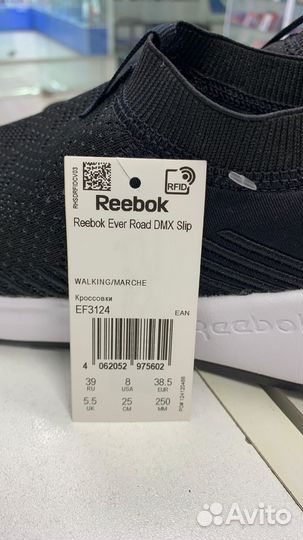 RHSDRFIDCV03
RFID
Reebok
Reebok Ever Road DMX Slip
WALKING/MARCHE
Кроссовки
EF3124
EAN
4 062052 975602
39 8 38.5
RU USA EUR
5.5 25 250
UK CM MM
Reebok
Avito